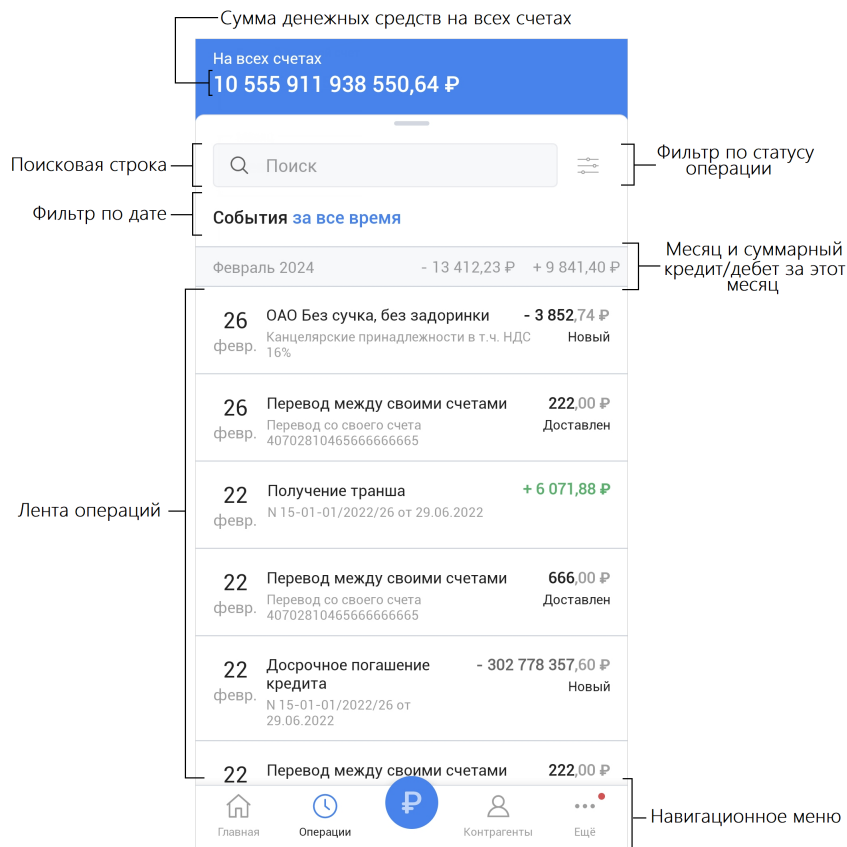 Сумма денежных средств на всех счетах
На всех счетах
10 555 911 938 550,64 ₽
Поисковая строка
Поиск
Фильтр по статусу
операции
Фильтр по дате
События за все время
Месяц и суммарный
кредит/дебет за этот
месяц
Февраль 2024 - 13 412,23 ₽ + 9 841,40 ₽
Лента операций
26 ОАО Без сучка, без задоринки - 3 852,74 ₽
февр. Канцелярские принадлежности в т.ч. НДС Новый
16%
26 Перевод между своими счетами 222,00 ₽
февр. Перевод со своего счета Доставлен
40702810465666666665
22 Получение транша + 6 071,88 ₽
февр. N 15-01-01/2022/26 от 29.06.2022
22 Перевод между своими счетами 666,00 ₽
февр. Перевод со своего счета Доставлен
40702810465666666665
22 Досрочное погашение - 302 778 357,60 ₽
февр. кредита Новый
N 15-01-01/2022/26 от
29.06.2022
22 Перевод между своими счетами 222,00 ₽
₽
Главная Операции Контрагенты Ещё
Навигационное меню